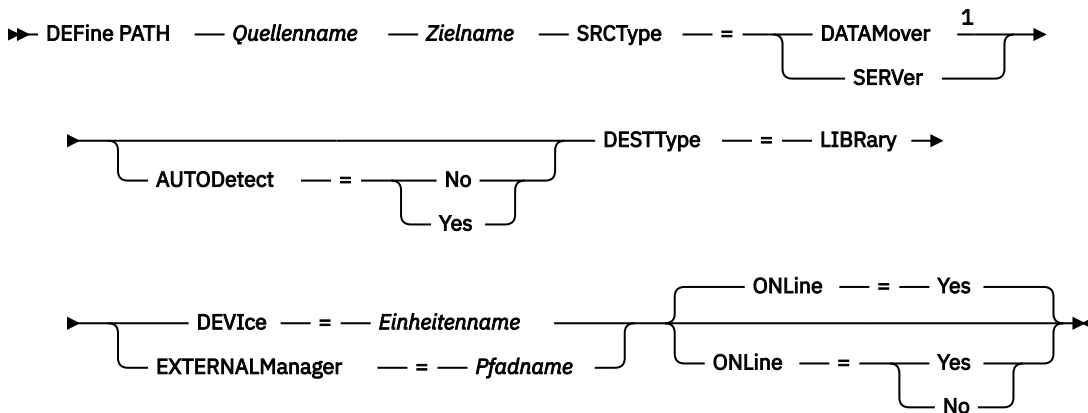 DEFine PATH Quellenname Zielname SRCType = DATAMover 1
SERVer
DESTType = LIBRary
AUTODetect = No
Yes
ONLine = Yes
DEVIce = Einheitenname
EXTERNALManager = Pfadname
ONLine = Yes
No